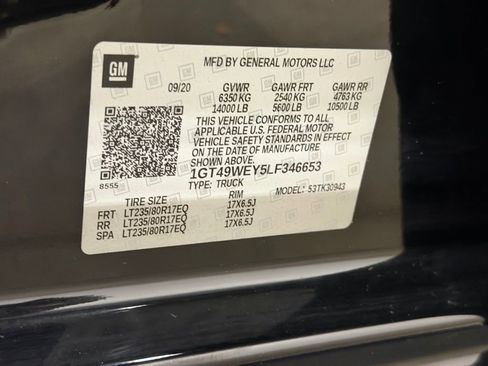 GM
MFD BY GENERAL MOTORS LLC
09/20 GVWR GAWR FRT GAWR RR
6350 KG 2540 KG 4763 KG
14000 LB 5600 LB 10500 LB
THIS VEHICLE CONFORMS TO ALL
APPLICABLE U.S. FEDERAL MOTOR
VEHICLE SAFETY STANDARDS IN EFFECT
ON THE DATE OF MANUFACTURE
SHOWN ABOVE.
1GT49WEY5LF346653
TYPE: TRUCK MODEL: 53TK30943
8555
TIRE SIZE RIM
FRT LT235/80R17EQ 17X6.5J
RR LT235/80R17EQ 17X6.5J
SPA LT235/80R17EQ 17X6.5J